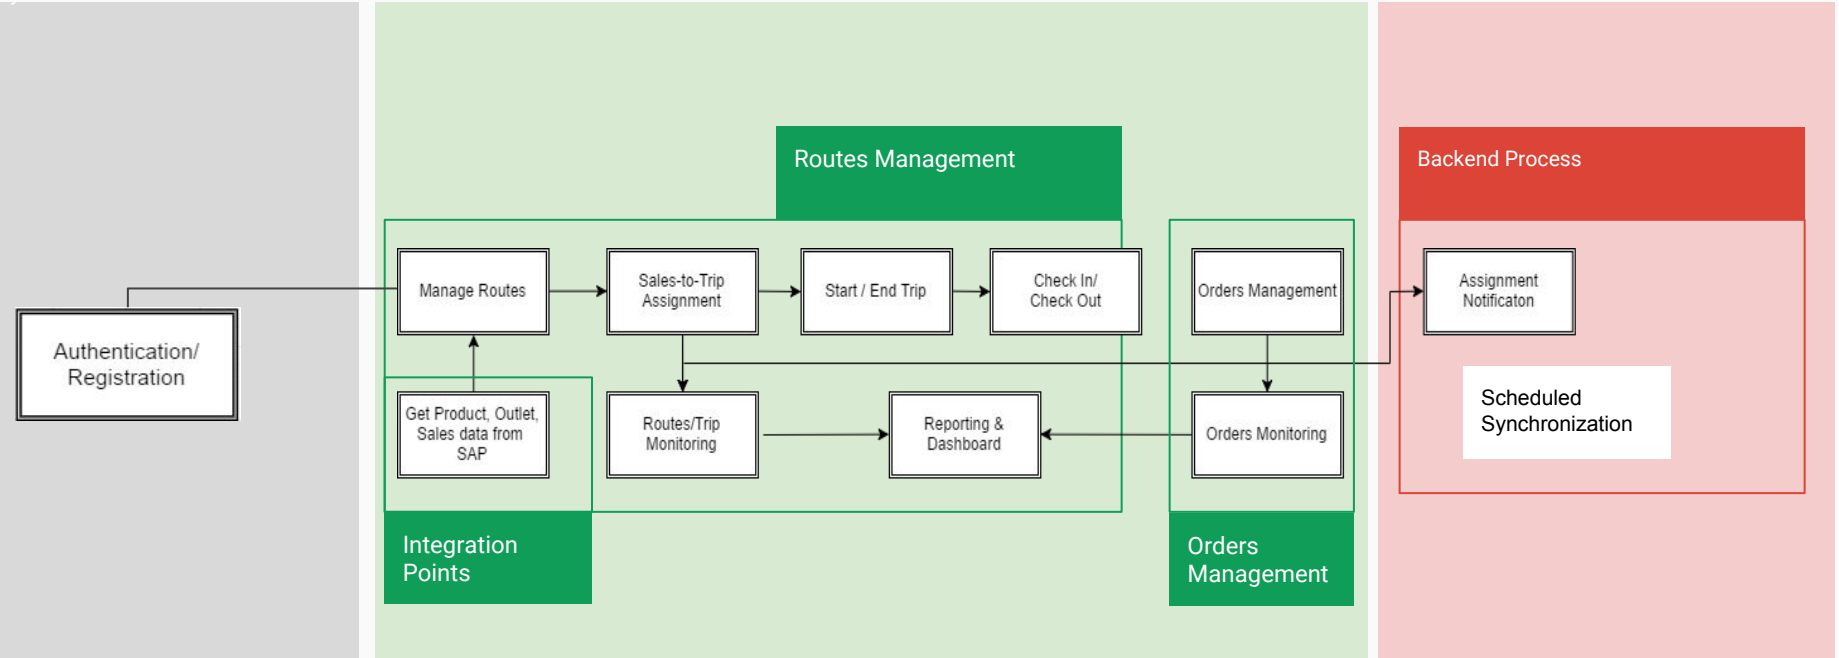 Routes Management
Backend Process
Authentication/
Registration
Manage Routes
Sales-to-Trip
Assignment
Start / End Trip
Check In/
Check Out
Orders Management
Assignment
Notificaton
Get Product, Outlet,
Sales data from
SAP
Routes/Trip
Monitoring
Reporting &
Dashboard
Orders Monitoring
Scheduled
Synchronization
Integration
Points
Orders
Management